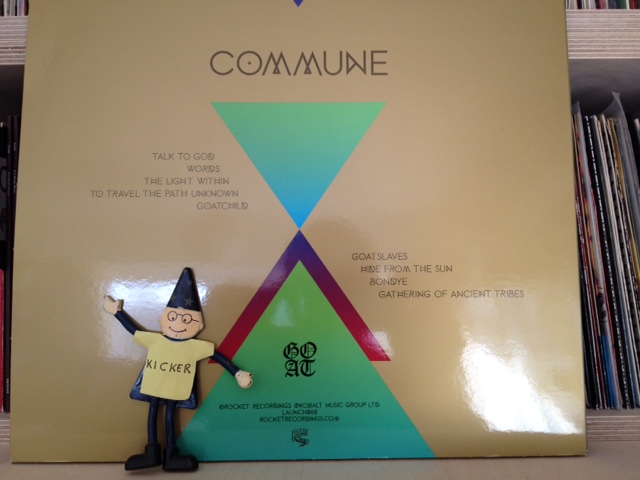 COMMUNE
TALK TO GOD
WORDS
THE LIGHT WITHIN
TO TRAVEL THE PATH UNKNOWN
GOATCHILD
GOATSLAVES
HIDE FROM THE SUN
BONDYE
GATHERING OF ANCIENT TRIBES
KICKER
GO
AT
©ROCKET RECORDINGS ©KOBALT MUSIC GROUP LTD
LAUNCH068
ROCKETRECORDINGS.COM